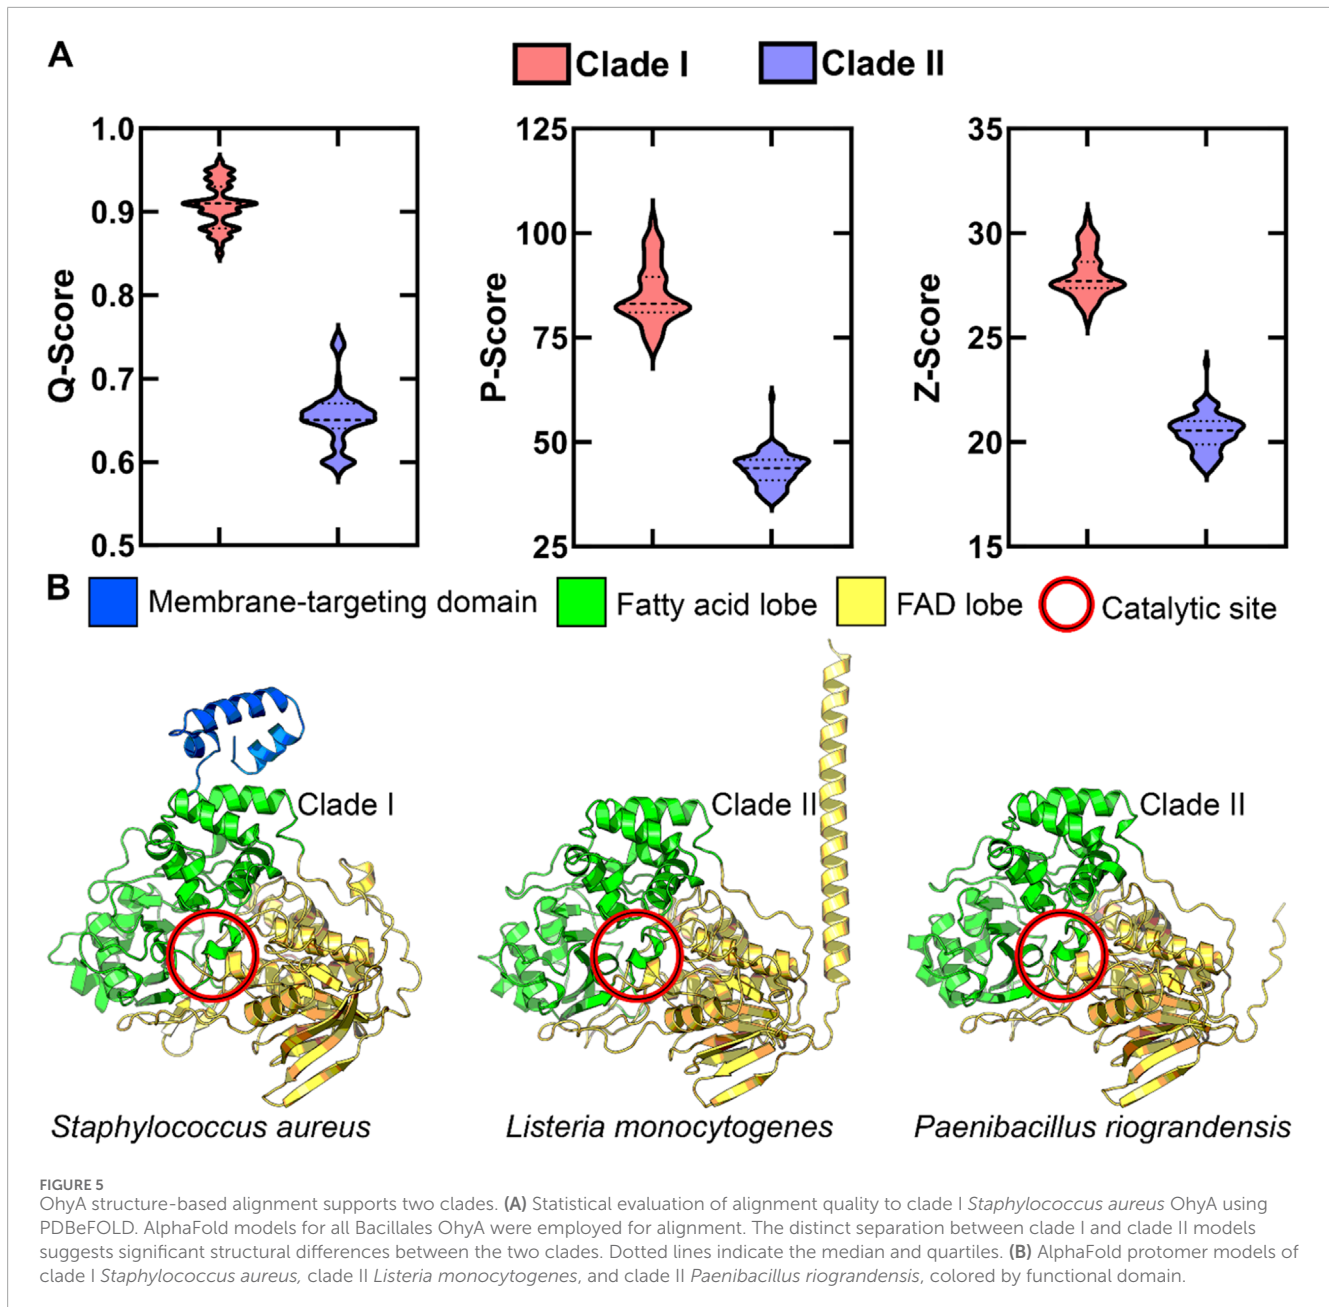 A
Clade I
Clade II
1.0
0.9
0.8
0.7
0.6
0.5
Q-Score
125
100
75
50
25
P-Score
35
30
25
20
15
Z-Score
B
Membrane-targeting domain
Fatty acid lobe
FAD lobe
Catalytic site
Clade I
Clade II
Clade II
Staphylococcus aureus
Listeria monocytogenes
Paenibacillus riograndensis
FIGURE 5
OhyA structure-based alignment supports two clades. (A) Statistical evaluation of alignment quality to clade I Staphylococcus aureus OhyA using
PDBeFOLD. AlphaFold models for all Bacillales OhyA were employed for alignment. The distinct separation between clade I and clade II models
suggests significant structural differences between the two clades. Dotted lines indicate the median and quartiles. (B) AlphaFold protomer models of
clade I Staphylococcus aureus, clade II Listeria monocytogenes, and clade II Paenibacillus riograndensis, colored by functional domain.